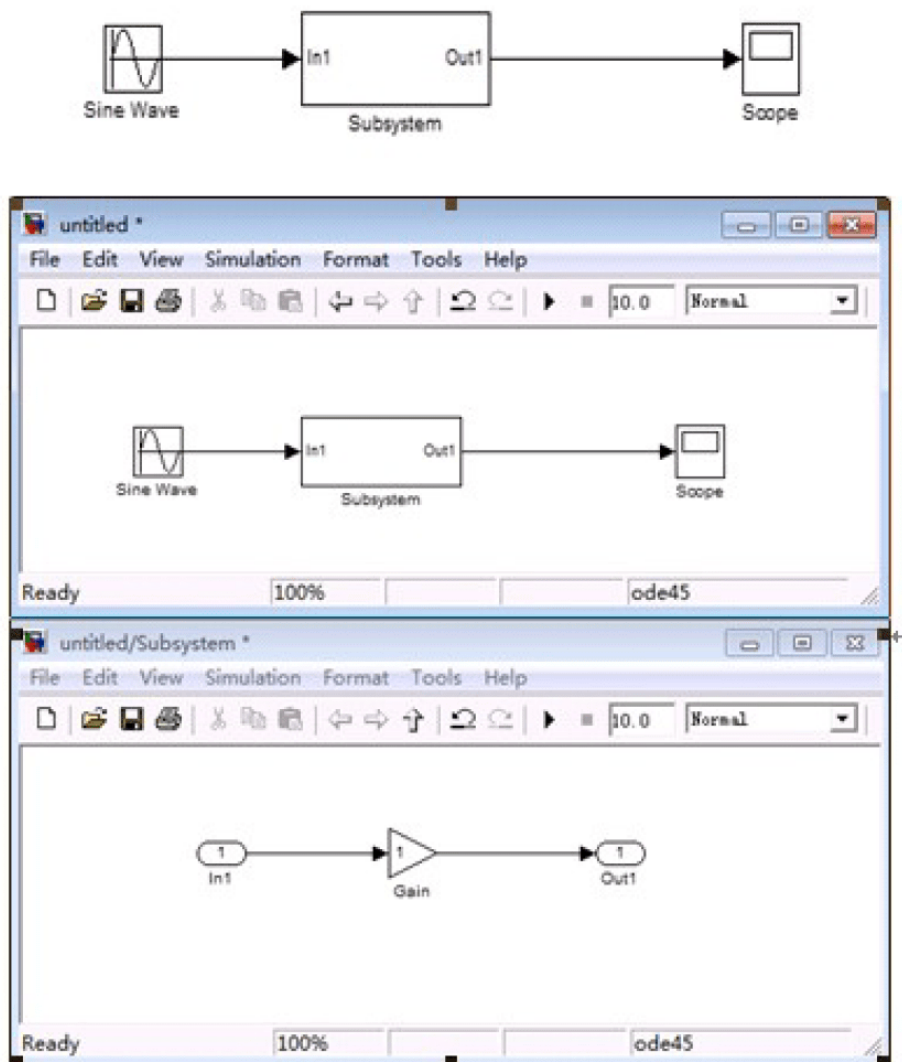 In1 Out1
Sine Wave
Subsystem
Scope
untitled *
File Edit View Simulation Format Tools Help
10.0 Normal
In1 Out1
Sine Wave
Subsystem
Scope
Ready 100% ode45
untitled/Subsystem *
File Edit View Simulation Format Tools Help
10.0 Normal
1 1 1
In1
Gain
Out1
Ready 100% ode45